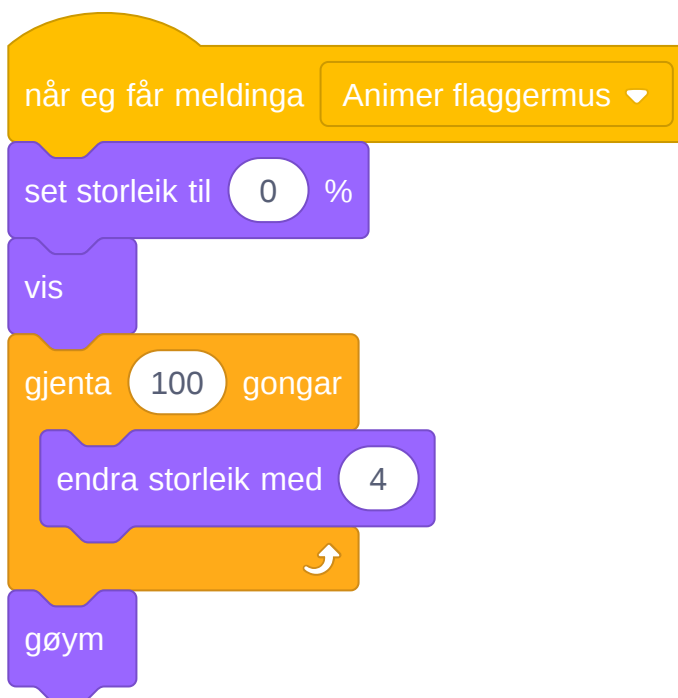 når eg får meldinga Animer flaggermus
set storleik til 0 %
vis
gjenta 100 gongar
endra storleik med 4
gøym